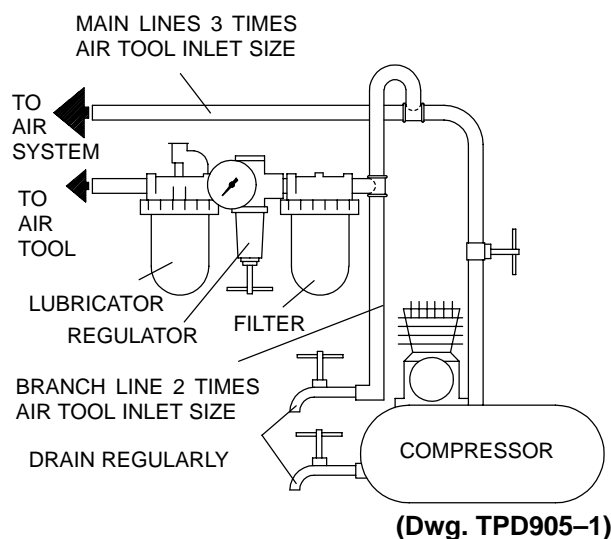 MAIN LINES 3 TIMES
AIR TOOL INLET SIZE
TO
AIR
SYSTEM
TO
AIR
TOOL
LUBRICATOR
REGULATOR
FILTER
BRANCH LINE 2 TIMES
AIR TOOL INLET SIZE
DRAIN REGULARLY
COMPRESSOR
(Dwg. TPD905–1)